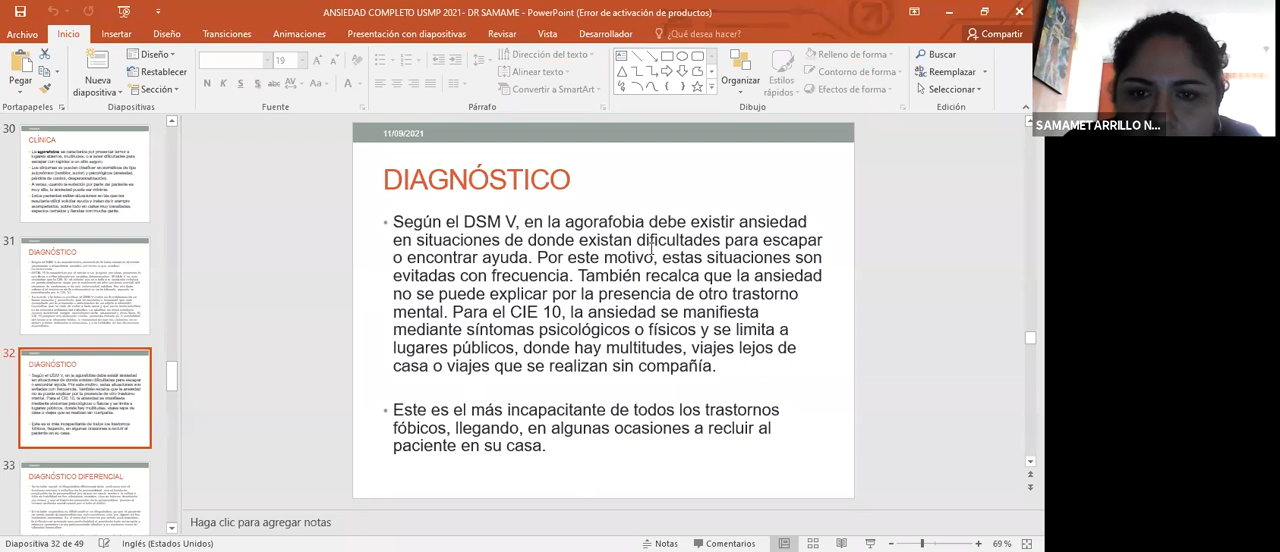 ANSIEDAD COMPLETO USMP 2021- DR SAMAME - PowerPoint (Error de activación de productos)
Archivo Inicio Insertar Diseño Transiciones Animaciones Presentación con diapositivas Revisar Vista Desarrollador ¿Qué desea hacer? Compartir
Pegar
Nueva diapositiva
Diseño
Restablecer
Sección
19
N K S
Dirección del texto
Alinear texto
Convertir a SmartArt
Organizar
Estilos rápidos
Relleno de forma
Contorno de forma
Efectos de forma
Buscar
Reemplazar
Seleccionar
Portapapeles Diapositivas Fuente Párrafo Dibujo Edición
SAMAMETARRILLO N...
30
CLÍNICA
31
DIAGNÓSTICO
32
DIAGNÓSTICO
33
DIAGNÓSTICO DIFERENCIAL
11/09/2021
DIAGNÓSTICO
Según el DSM V, en la agorafobia debe existir ansiedad
en situaciones de donde existan dificultades para escapar
o encontrar ayuda. Por este motivo, estas situaciones son
evitadas con frecuencia. También recalca que la ansiedad
no se puede explicar por la presencia de otro trastorno
mental. Para el CIE 10, la ansiedad se manifiesta
mediante síntomas psicológicos o físicos y se limita a
lugares públicos, donde hay multitudes, viajes lejos de
casa o viajes que se realizan sin compañía.
Este es el más incapacitante de todos los trastornos
fóbicos, llegando, en algunas ocasiones a recluir al
paciente en su casa.
Haga clic para agregar notas
Diapositiva 32 de 49 Inglés (Estados Unidos) Notas Comentarios 69 %